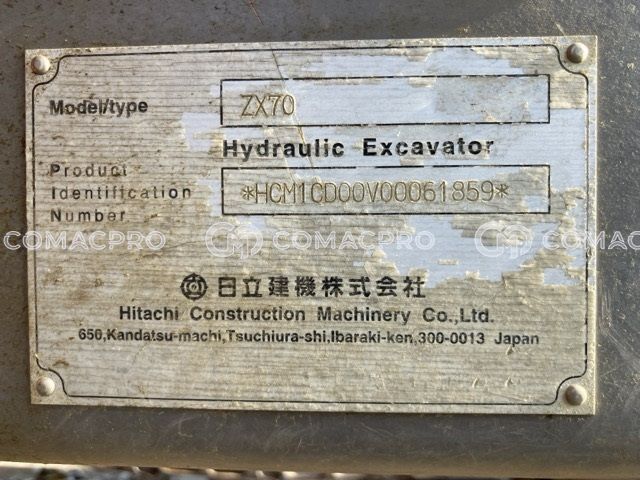 Model/type
ZX70
Hydraulic Excavator
Product
Identification
Number
*HCM1CD00V00061859*
COMACPRO COMACPRO COMACPRO
日立建機株式会社
Hitachi Construction Machinery Co.,Ltd.
650,Kandatsu-machi,Tsuchiura-shi.Ibaraki-ken,300-0013 Japan